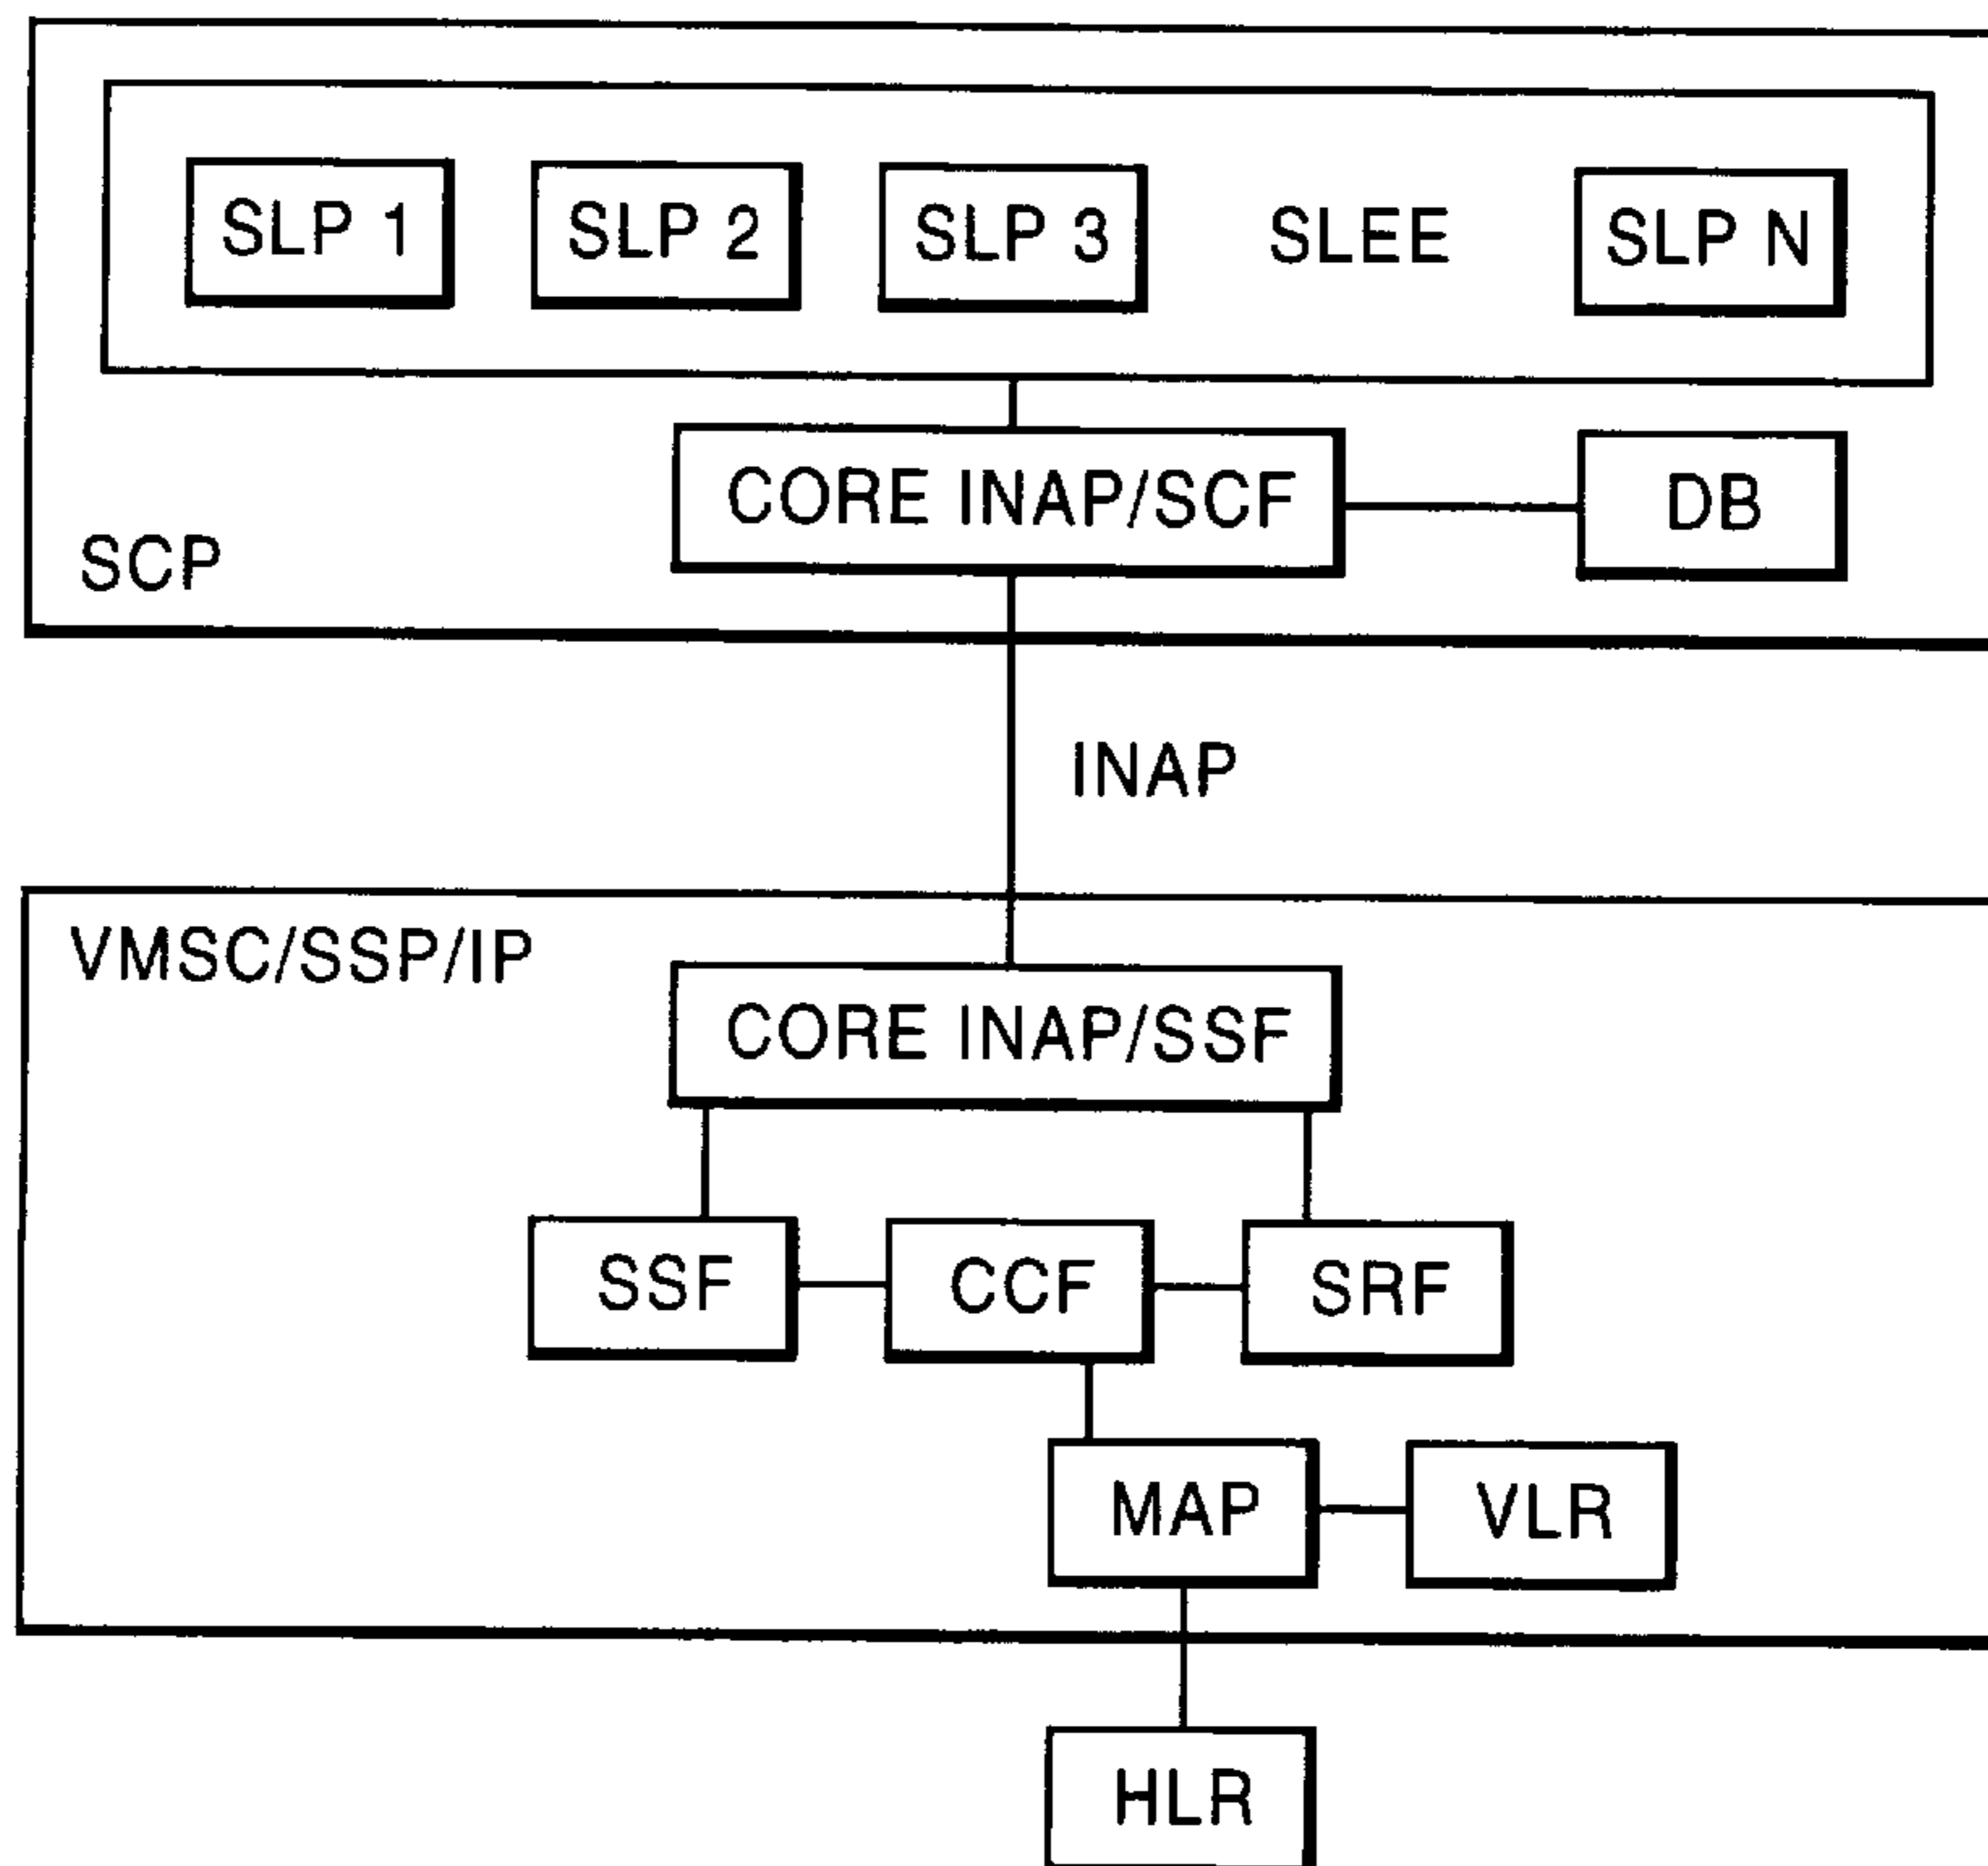 SLP 1
SLP 2
SLP 3
SLEE
SLP N
CORE INAP/SCF
DB
SCP
INAP
VMSC/SSP/IP
CORE INAP/SSF
SSF
CCF
SRF
MAP
VLR
HLR